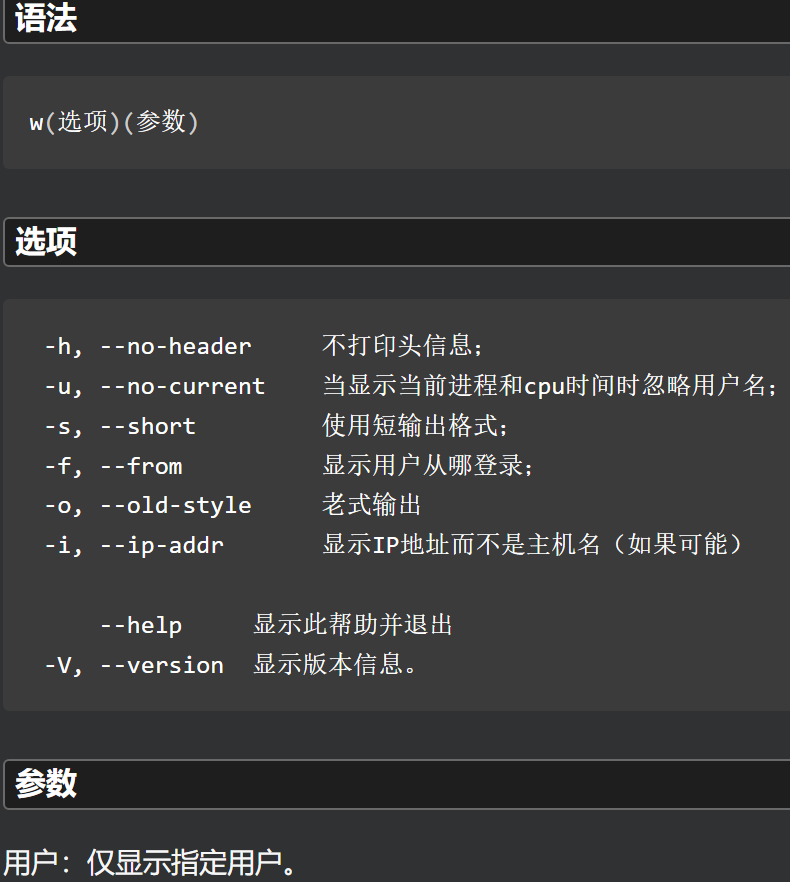 语法
w(选项)(参数)
选项
-h, --no-header 不打印头信息；
-u, --no-current 当显示当前进程和cpu时间时忽略用户名；
-s, --short 使用短输出格式；
-f, --from 显示用户从哪登录；
-o, --old-style 老式输出
-i, --ip-addr 显示IP地址而不是主机名（如果可能）
--help 显示此帮助并退出
-V, --version 显示版本信息。
参数
用户：仅显示指定用户。